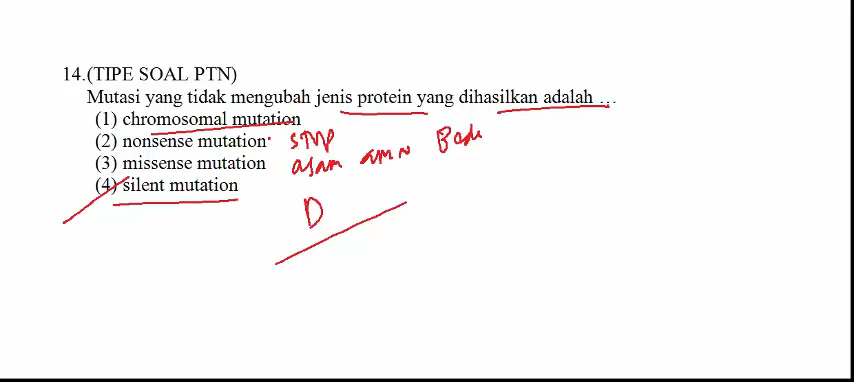 14.(TIPE SOAL PTN)
Mutasi yang tidak mengubah jenis protein yang dihasilkan adalah …
(1) chromosomal mutation
(2) nonsense mutation STOP
(3) missense mutation asam amN Beda
(4) silent mutation
D